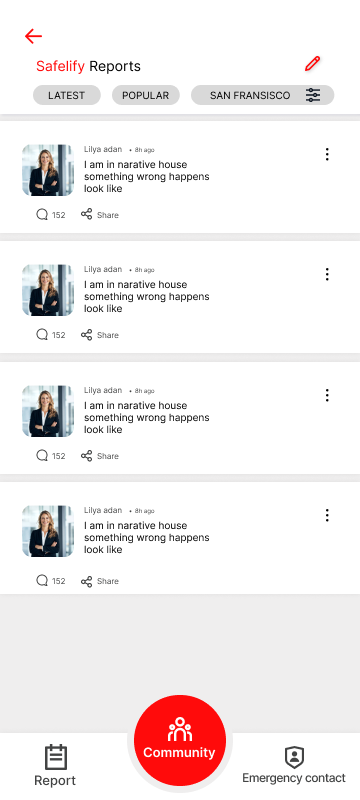 Safelify Reports
LATEST
POPULAR
SAN FRANSISCO
Lilya adan • 8h ago
I am in narative house
something wrong happens
look like
152
Share
Lilya adan • 8h ago
I am in narative house
something wrong happens
look like
152
Share
Lilya adan • 8h ago
I am in narative house
something wrong happens
look like
152
Share
Lilya adan • 8h ago
I am in narative house
something wrong happens
look like
152
Share
Report
Community
Emergency contact